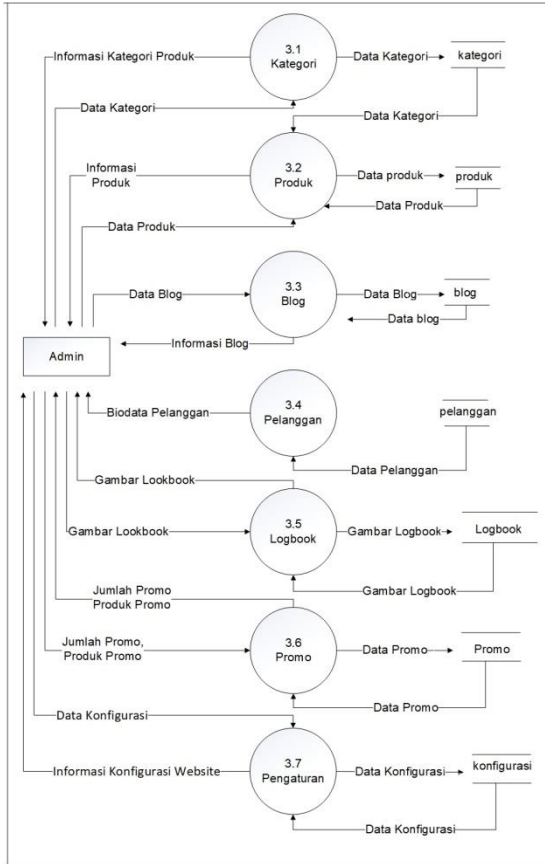 3.1
Kategori
Informasi Kategori Produk
Data Kategori
kategori
Data Kategori
Data Kategori
3.2
Produk
Informasi
Produk
Data produk
produk
Data Produk
Data Produk
3.3
Blog
Data Blog
Data Blog
blog
Data blog
Informasi Blog
Admin
3.4
Pelanggan
Biodata Pelanggan
pelanggan
Data Pelanggan
Gambar Lookbook
3.5
Logbook
Gambar Lookbook
Gambar Logbook
Logbook
Gambar Logbook
Jumlah Promo
Produk Promo
3.6
Promo
Jumlah Promo,
Produk Promo
Data Promo
Promo
Data Promo
Data Konfigurasi
3.7
Pengaturan
Informasi Konfigurasi Website
Data Konfigurasi
konfigurasi
Data Konfigurasi